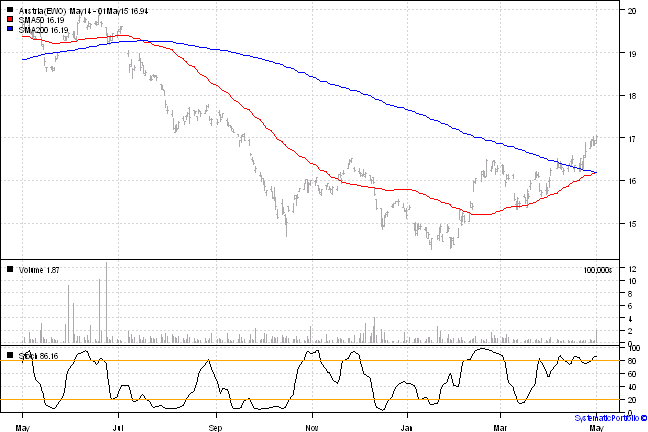 Austria(EWO) May14 - 01May15 16.94
SMA50 16.19
SMA200 16.19
20
19
18
17
16
15
Volume 1.87
100,000s
12
10
8
6
4
2
0
Stoch 86.16
100
80
60
40
20
0
SystematicPortfolio ©
May Jul Sep Nov Jan Mar May